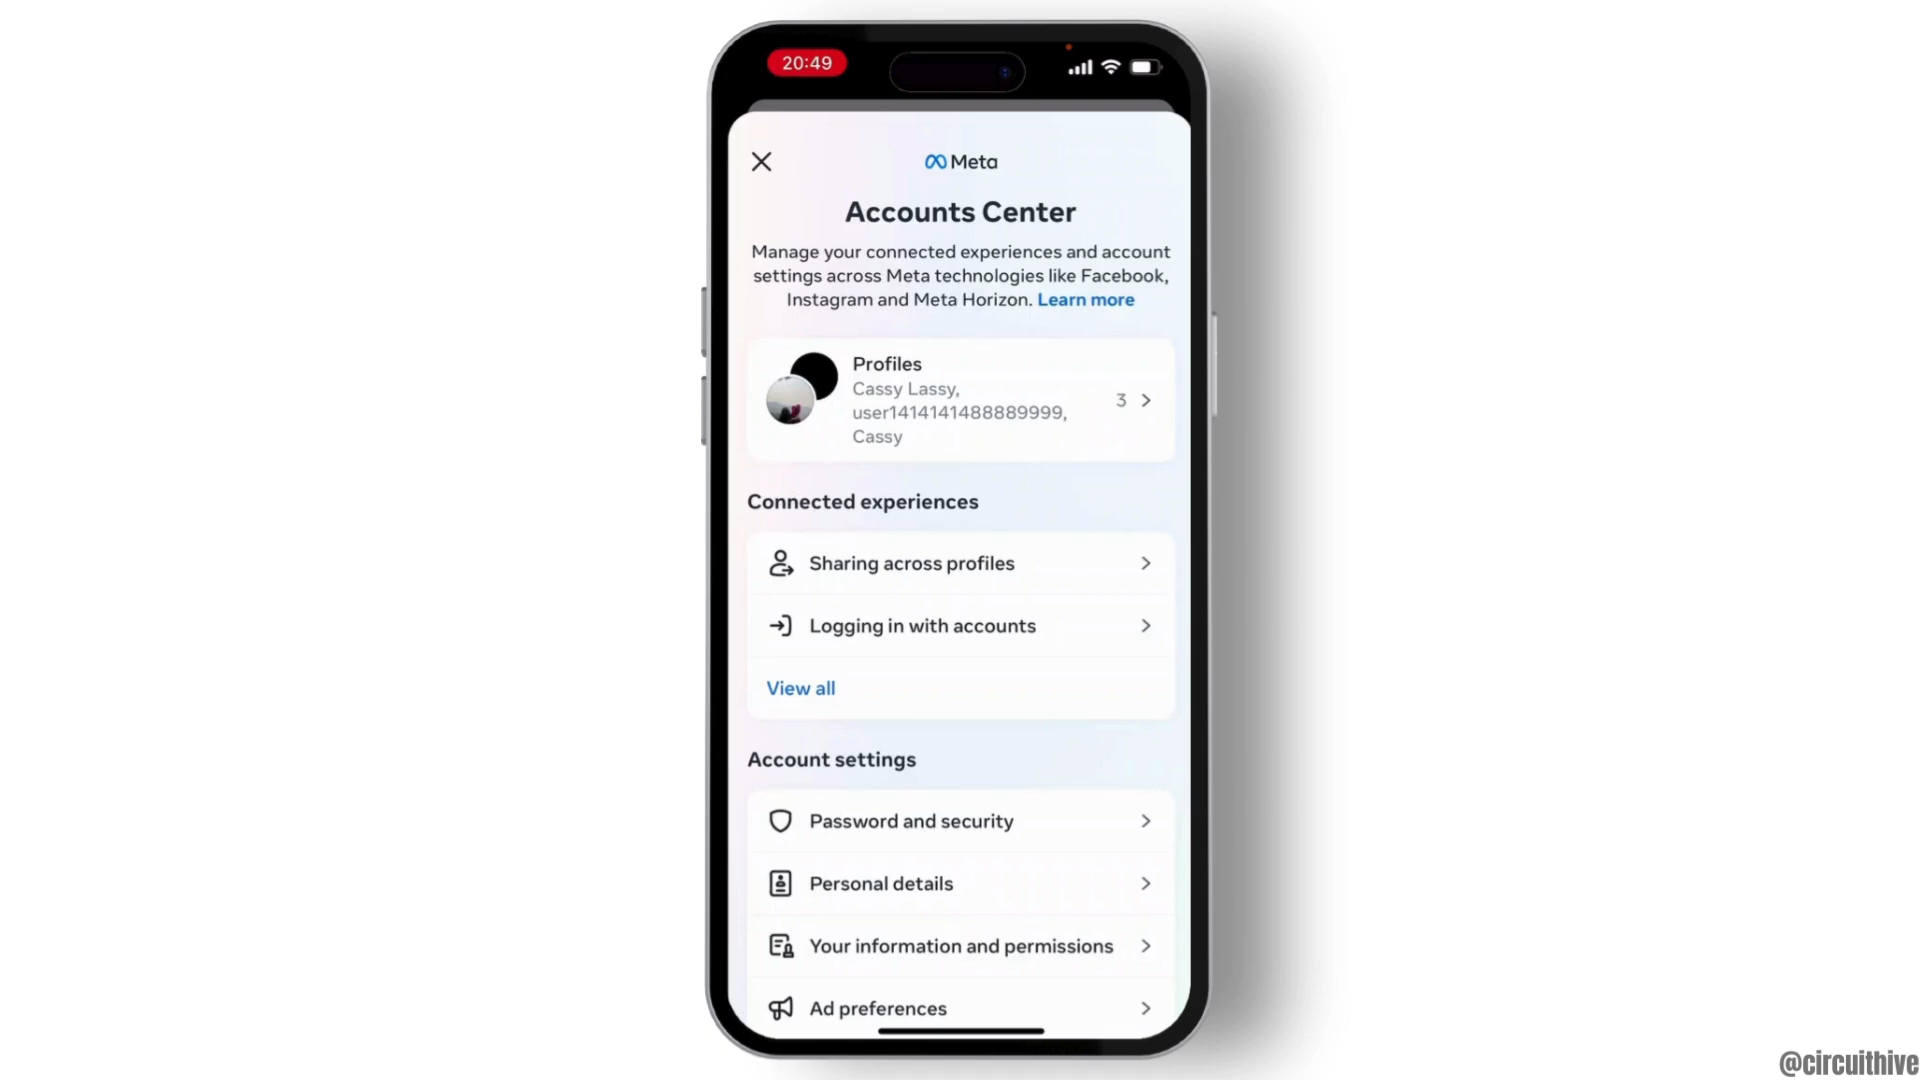 20:49
Meta
Accounts Center
Manage your connected experiences and account
settings across Meta technologies like Facebook,
Instagram and Meta Horizon. Learn more
Profiles
Cassy Lassy,
user1414141488889999,
Cassy
3
Connected experiences
Sharing across profiles
Logging in with accounts
View all
Account settings
Password and security
Personal details
Your information and permissions
Ad preferences
@circuithive